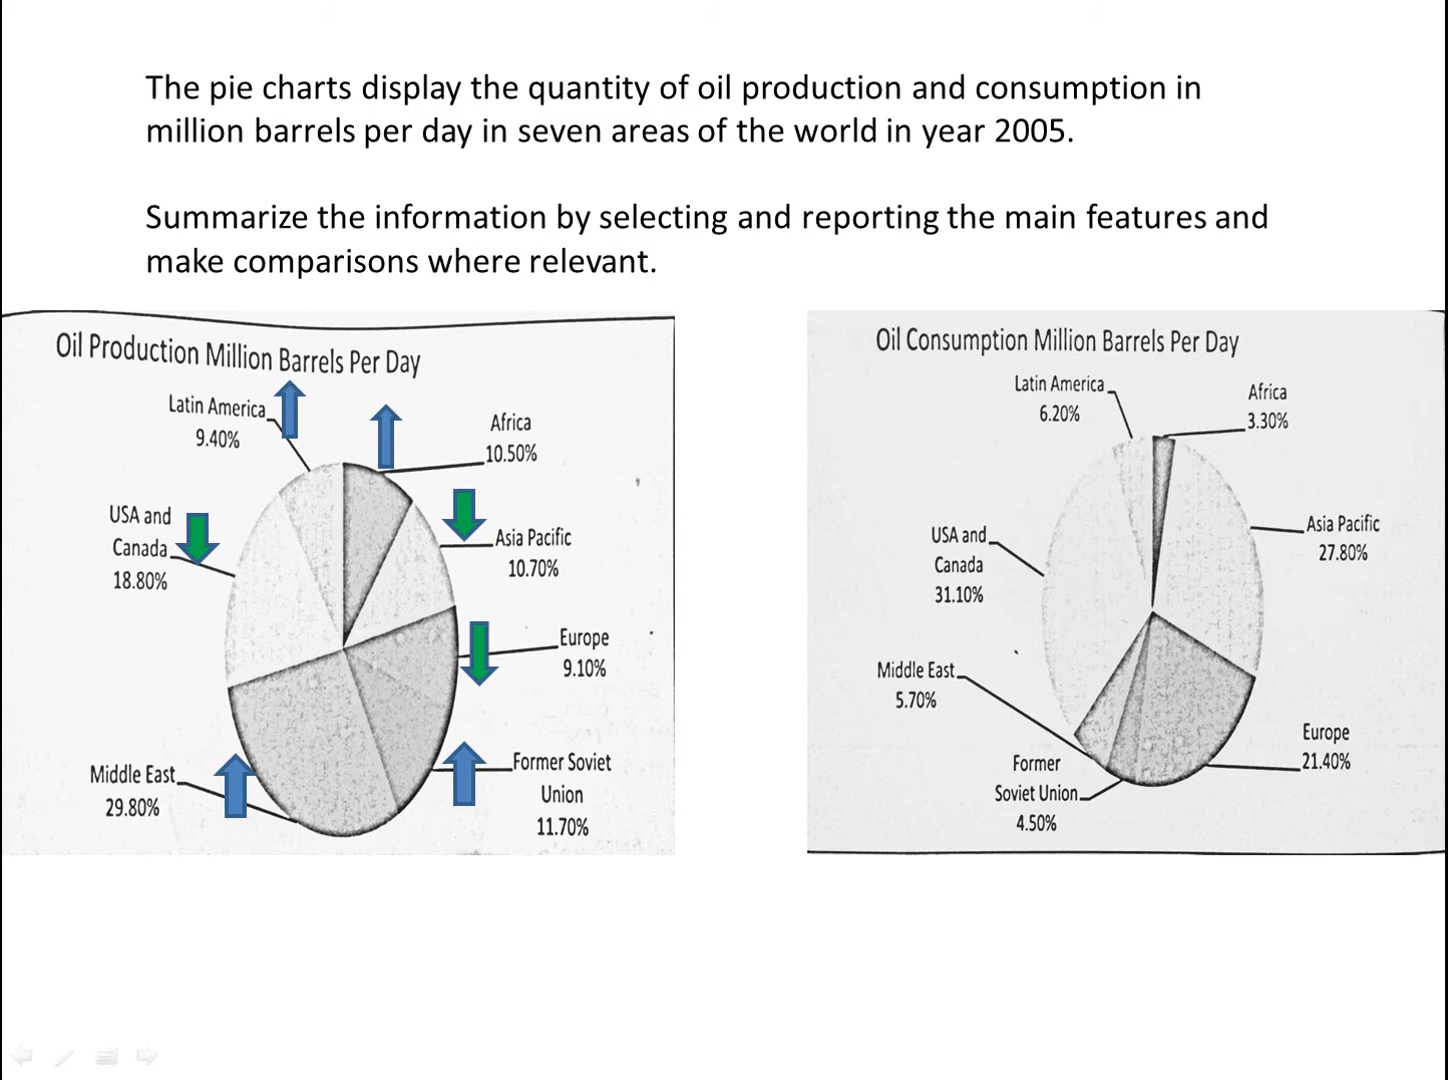 The pie charts display the quantity of oil production and consumption in
million barrels per day in seven areas of the world in year 2005.
Summarize the information by selecting and reporting the main features and
make comparisons where relevant.
Oil Production Million Barrels Per Day
Latin America
9.40%
Africa
10.50%
USA and
Canada
18.80%
Asia Pacific
10.70%
Europe
9.10%
Middle East
29.80%
Former Soviet
Union
11.70%
Oil Consumption Million Barrels Per Day
Latin America
6.20%
Africa
3.30%
USA and
Canada
31.10%
Asia Pacific
27.80%
Middle East
5.70%
Europe
21.40%
Former
Soviet Union
4.50%